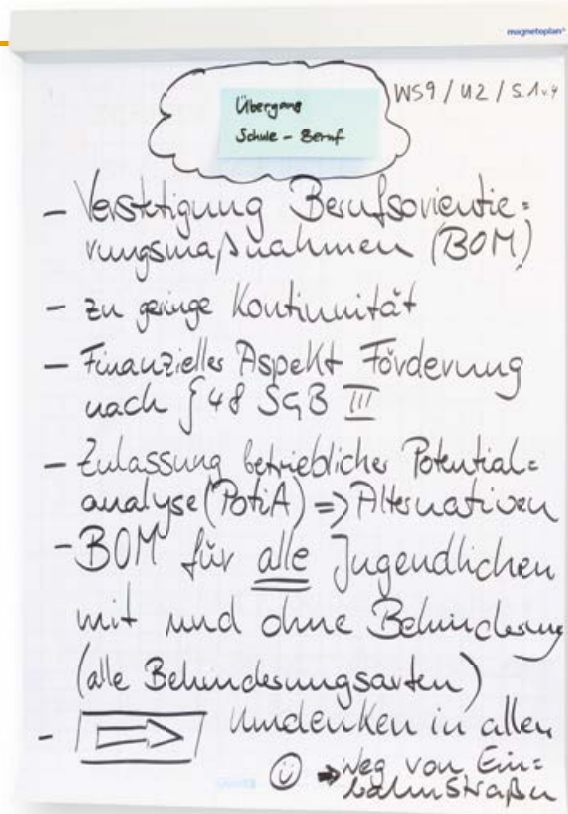 magnetoplan®
WS9 / U2 / S.1 v.4
Übergang
Schule - Beruf
- Verstetigung Berufsorientie=
rungsmaßnahmen (BOM)
- zu geringe Kontinuität
- Finanzieller Aspekt Förderung
nach § 48 SGB III
- Zulassung betrieblicher Potential=
analyse (PotiA) => Alternativen
- BOM für alle Jugendlichen
mit und ohne Behinderung
(alle Behinderungsarten)
- ⇒ Umdenken in allen
☺ → Weg von Ein=
bahnstraßen